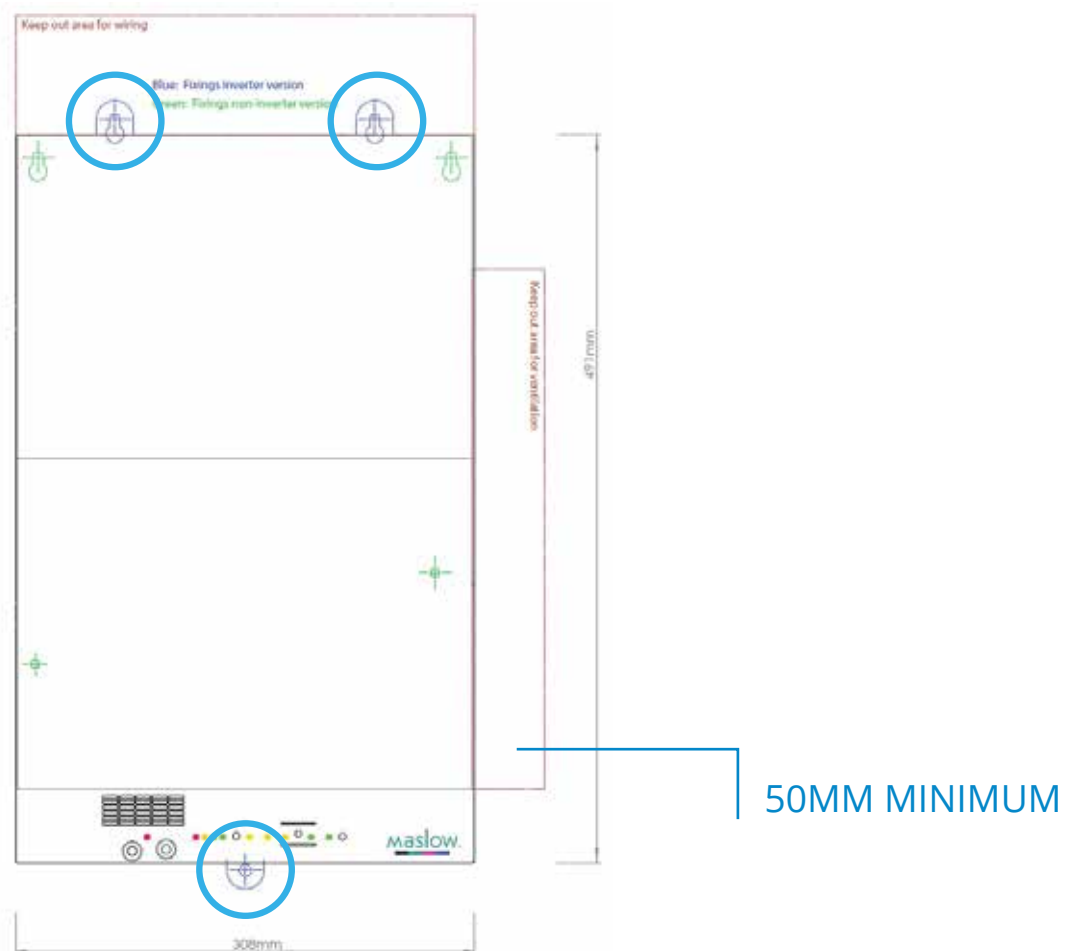 Keep out area for wiring
Blue: Fixings Inverter version
Green: Fixings non-inverter version
Keep out area for ventilation
491mm
50MM MINIMUM
maslow.
308mm